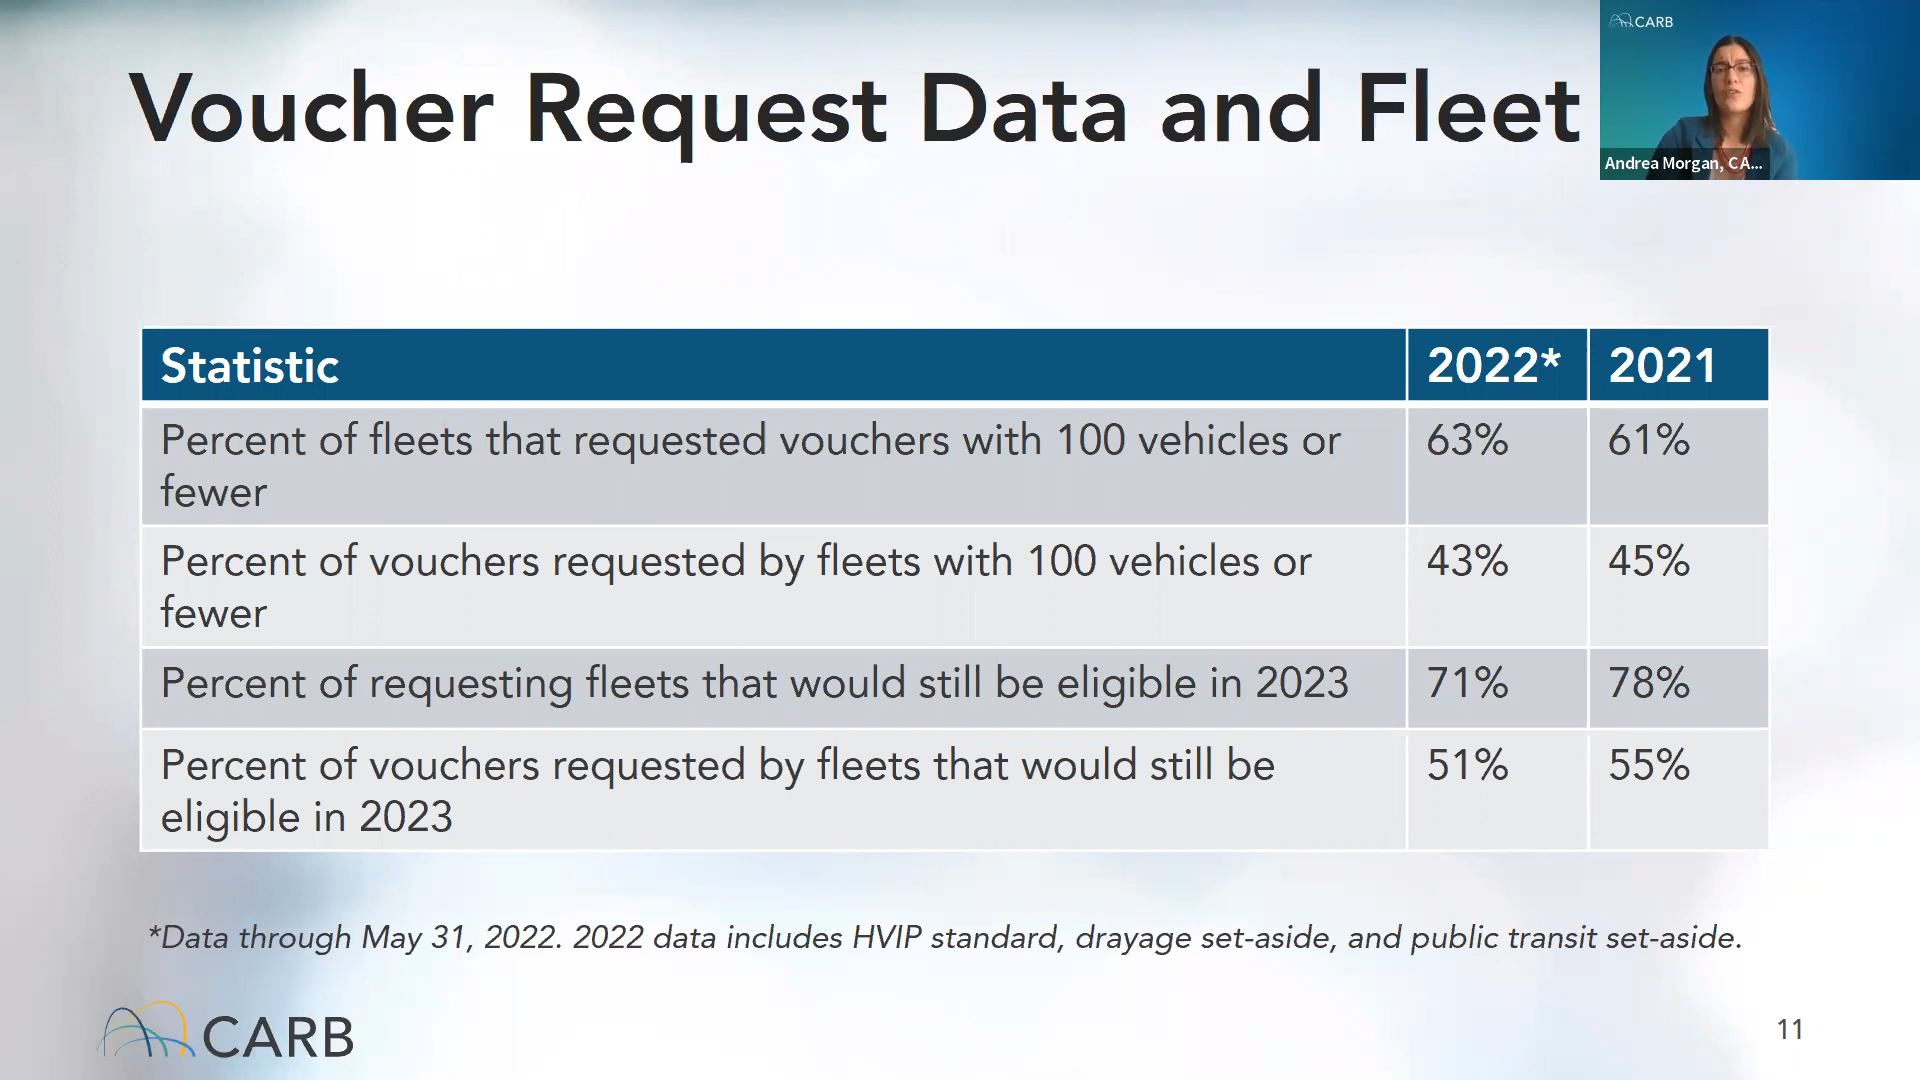 Voucher Request Data and Fleet
CARB
Andrea Morgan, CA...
Statistic 2022* 2021
Percent of fleets that requested vouchers with 100 vehicles or 63% 61%
fewer
Percent of vouchers requested by fleets with 100 vehicles or 43% 45%
fewer
Percent of requesting fleets that would still be eligible in 2023 71% 78%
Percent of vouchers requested by fleets that would still be 51% 55%
eligible in 2023
*Data through May 31, 2022. 2022 data includes HVIP standard, drayage set-aside, and public transit set-aside.
CARB
11